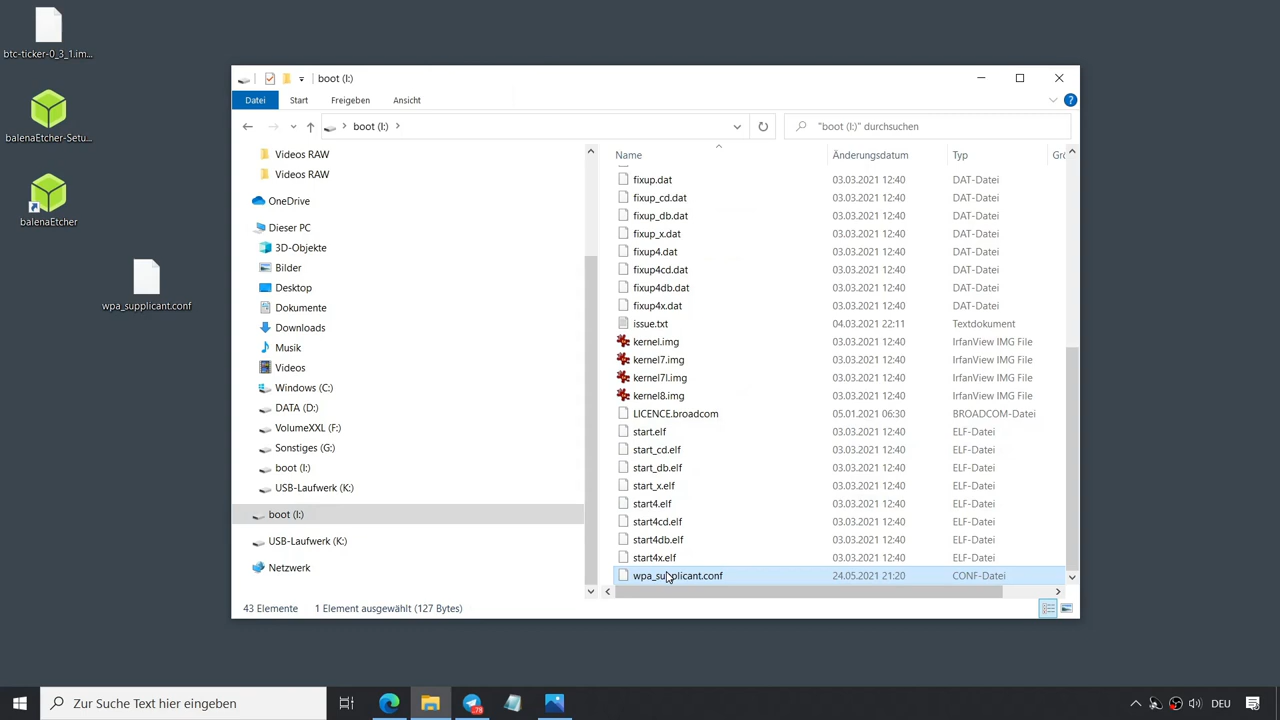 btc-ticker-0_3_1.im...
balenaEtcher-Setu...
balenaEtcher
wpa_supplicant.conf
boot (I:)
Datei
Start
Freigeben
Ansicht
boot (I:)
"boot (I:)" durchsuchen
Videos RAW
Videos RAW
OneDrive
Dieser PC
3D-Objekte
Bilder
Desktop
Dokumente
Downloads
Musik
Videos
Windows (C:)
DATA (D:)
VolumeXXL (F:)
Sonstiges (G:)
boot (I:)
USB-Laufwerk (K:)
boot (I:)
USB-Laufwerk (K:)
Netzwerk
Name Änderungsdatum Typ Grö
fixup.dat 03.03.2021 12:40 DAT-Datei
fixup_cd.dat 03.03.2021 12:40 DAT-Datei
fixup_db.dat 03.03.2021 12:40 DAT-Datei
fixup_x.dat 03.03.2021 12:40 DAT-Datei
fixup4.dat 03.03.2021 12:40 DAT-Datei
fixup4cd.dat 03.03.2021 12:40 DAT-Datei
fixup4db.dat 03.03.2021 12:40 DAT-Datei
fixup4x.dat 03.03.2021 12:40 DAT-Datei
issue.txt 04.03.2021 22:11 Textdokument
kernel.img 03.03.2021 12:40 IrfanView IMG File
kernel7.img 03.03.2021 12:40 IrfanView IMG File
kernel7l.img 03.03.2021 12:40 IrfanView IMG File
kernel8.img 03.03.2021 12:40 IrfanView IMG File
LICENCE.broadcom 05.01.2021 06:30 BROADCOM-Datei
start.elf 03.03.2021 12:40 ELF-Datei
start_cd.elf 03.03.2021 12:40 ELF-Datei
start_db.elf 03.03.2021 12:40 ELF-Datei
start_x.elf 03.03.2021 12:40 ELF-Datei
start4.elf 03.03.2021 12:40 ELF-Datei
start4cd.elf 03.03.2021 12:40 ELF-Datei
start4db.elf 03.03.2021 12:40 ELF-Datei
start4x.elf 03.03.2021 12:40 ELF-Datei
wpa_supplicant.conf 24.05.2021 21:20 CONF-Datei
43 Elemente 1 Element ausgewählt (127 Bytes)
Zur Suche Text hier eingeben
DEU